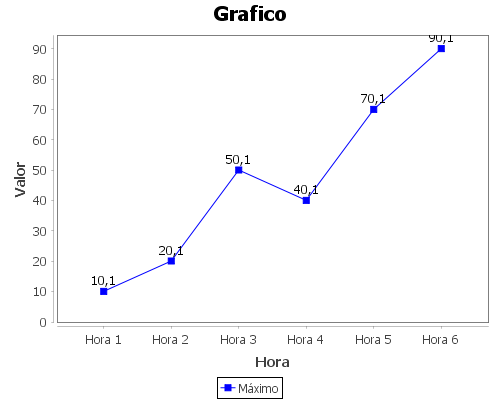 Grafico
Valor
90
80
70
60
50
40
30
20
10
0
10,1
20,1
50,1
40,1
70,1
90,1
Hora 1
Hora 2
Hora 3
Hora 4
Hora 5
Hora 6
Hora
Máximo